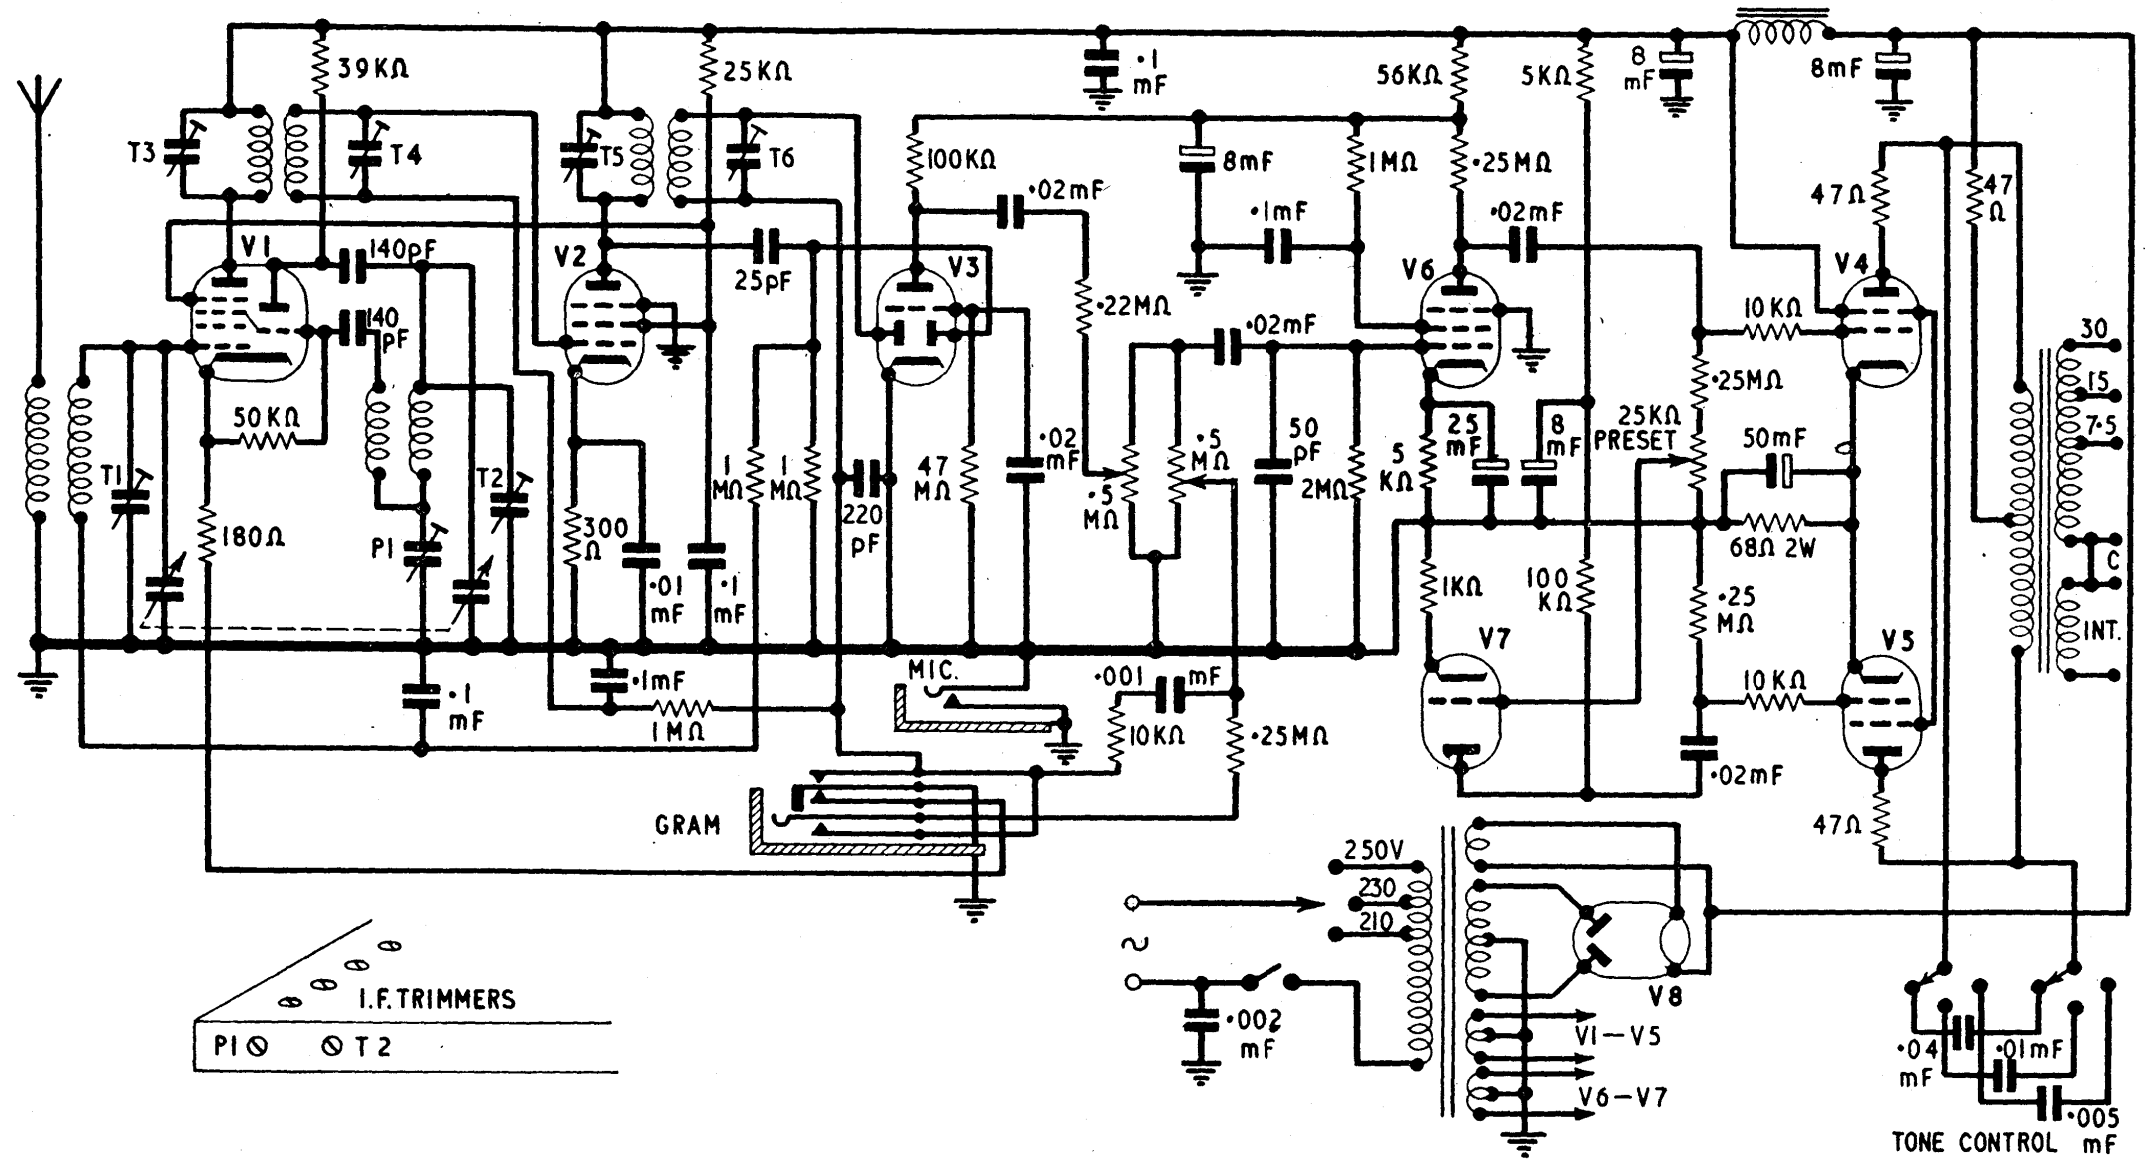 39KΩ
25KΩ
·1
mF
56KΩ
5KΩ
8
mF
8mF
T3
T4
T5
T6
100KΩ
8mF
1MΩ
·25MΩ
47Ω
47
Ω
·02mF
·1mF
·02mF
V1
140pF
V2
25pF
V3
V6
V4
140
pF
·22MΩ
·02mF
10KΩ
30
15
7·5
50KΩ
·25MΩ
25KΩ
PRESET
T1
T2
1
MΩ
1
MΩ
47
MΩ
·02
mF
·5
MΩ
·5
MΩ
50
pF
2MΩ
5
KΩ
25
mF
8
mF
50mF
180Ω
P1
300
Ω
220
pF
68Ω 2W
C
·01
mF
·1
mF
1KΩ
100
KΩ
·25
MΩ
INT.
V7
V5
·1
mF
·1mF
1MΩ
MIC.
·001 mF
10KΩ
·25MΩ
10KΩ
·02mF
GRAM
47Ω
250V
230
210
I.F. TRIMMERS
P1 T2
·002
mF
V8
V1–V5
V6–V7
·04
mF
·01mF
·005
mF
TONE CONTROL